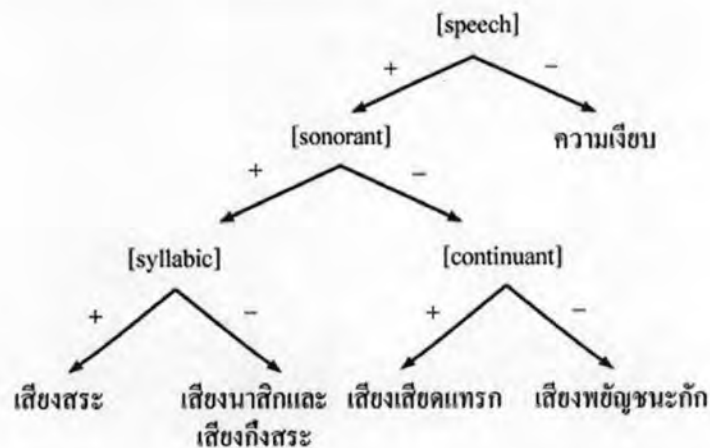 [speech]
+ −
[sonorant] ความเงียบ
+ −
[syllabic] [continuant]
+ − + −
เสียงสระ เสียงนาสิกและ เสียงเสียดแทรก เสียงพยัญชนะกัก
เสียงกึ่งสระ